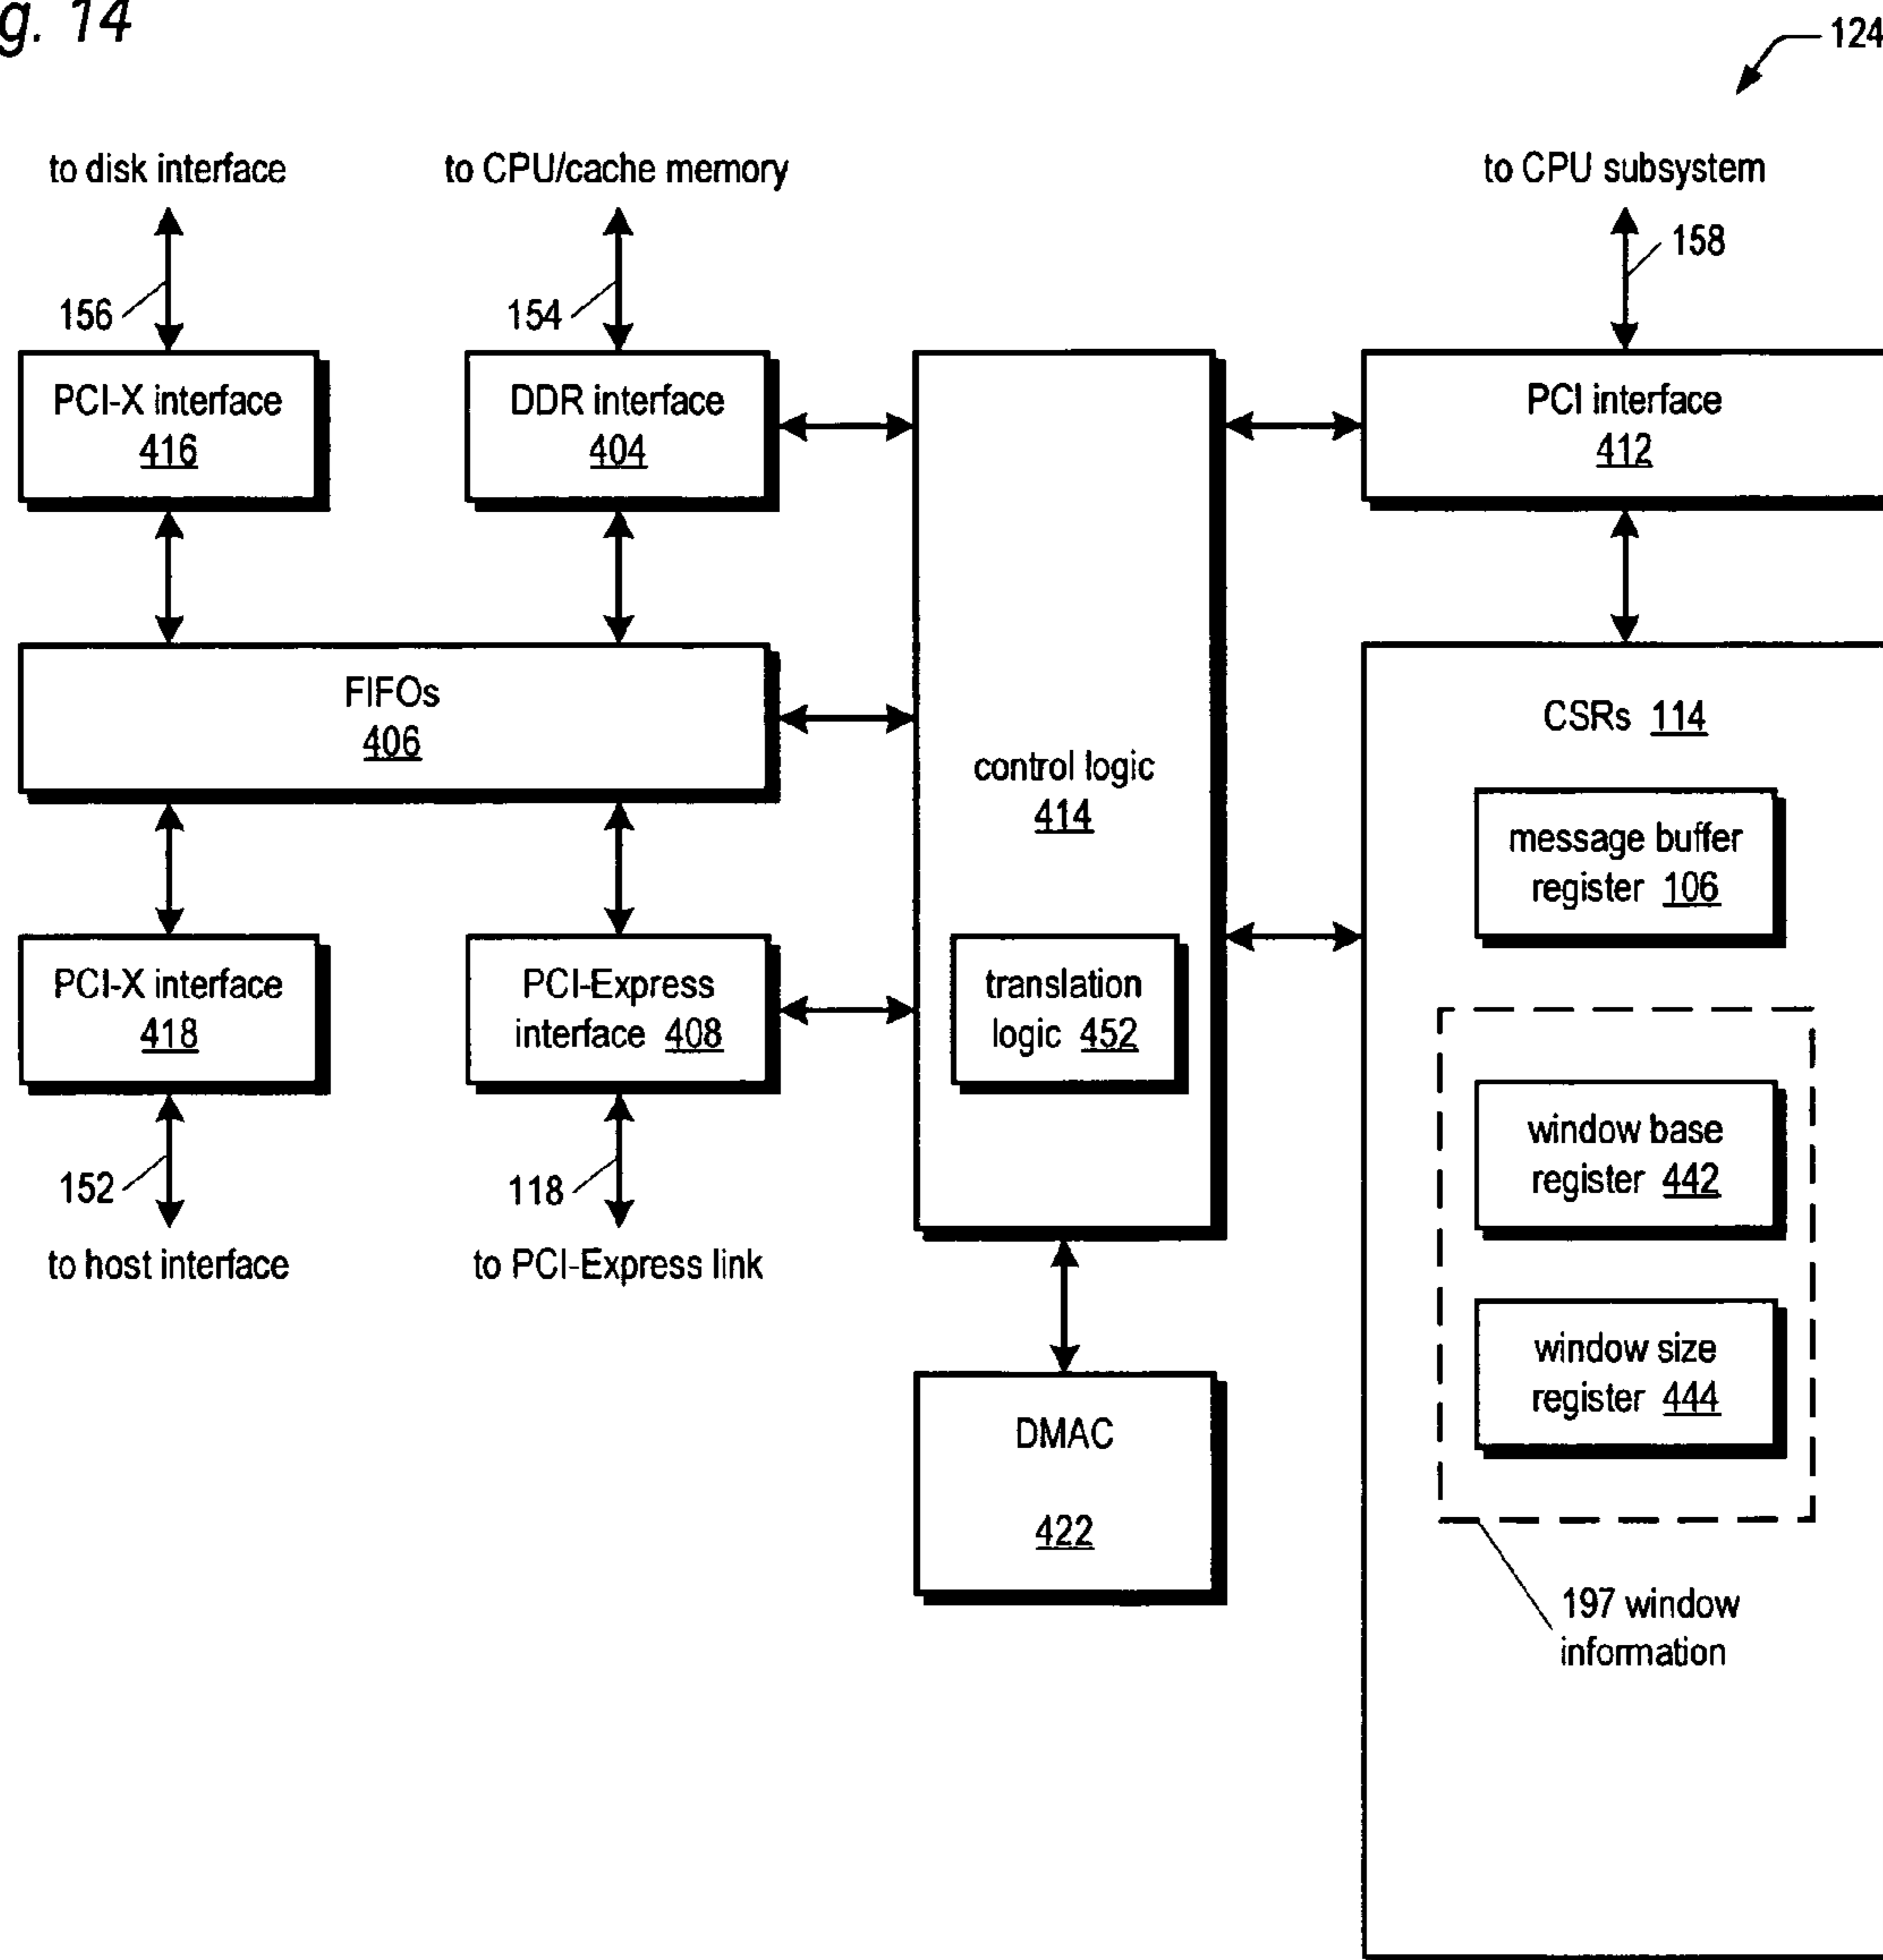 g. 14
124
to disk interface
to CPU/cache memory
to CPU subsystem
156
154
158
PCI-X interface
416
DDR interface
404
PCI interface
412
FIFOs
406
control logic
414
translation
logic 452
CSRs 114
message buffer
register 106
PCI-X interface
418
PCI-Express
interface 408
window base
register 442
152
118
to host interface
to PCI-Express link
window size
register 444
DMAC
422
197 window
information